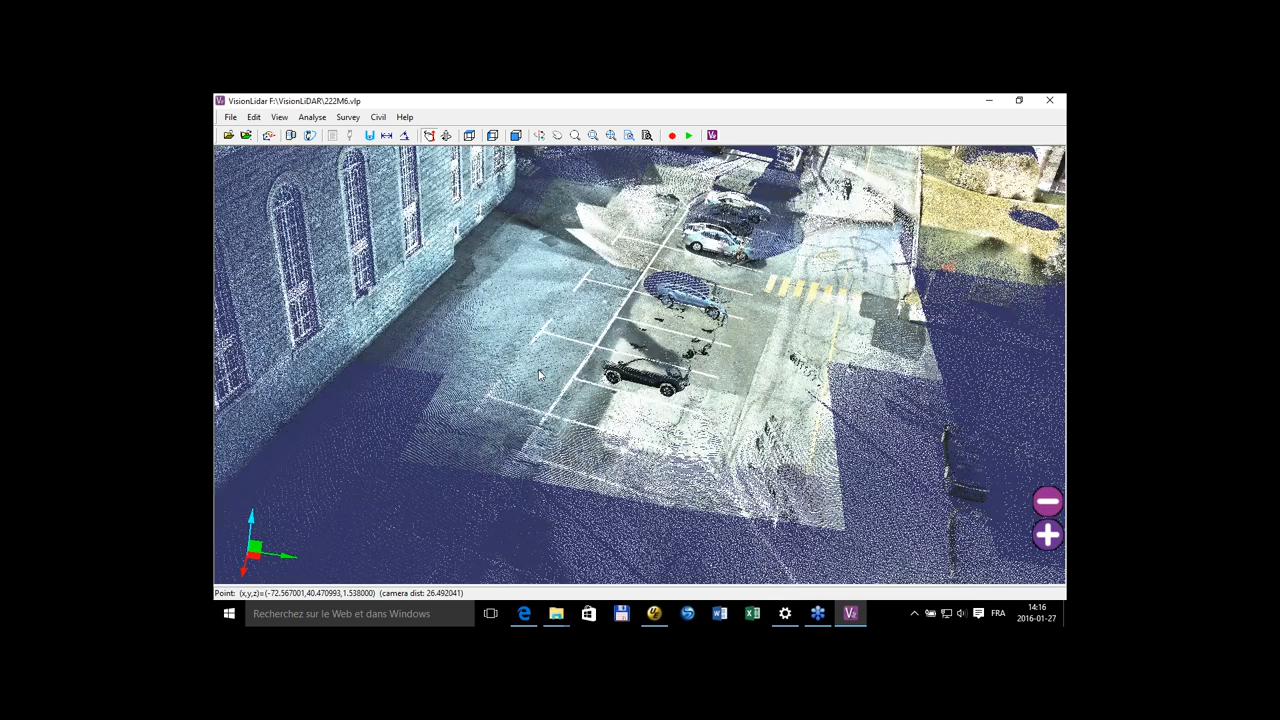 VisionLidar F:\VisionLiDAR\222M6.vlp
File Edit View Analyse Survey Civil Help
Point: (x,y,z)=(-72.567001,40.470993,1.538000) (camera dist: 26.492041)
Recherchez sur le Web et dans Windows
FRA
14:16
2016-01-27